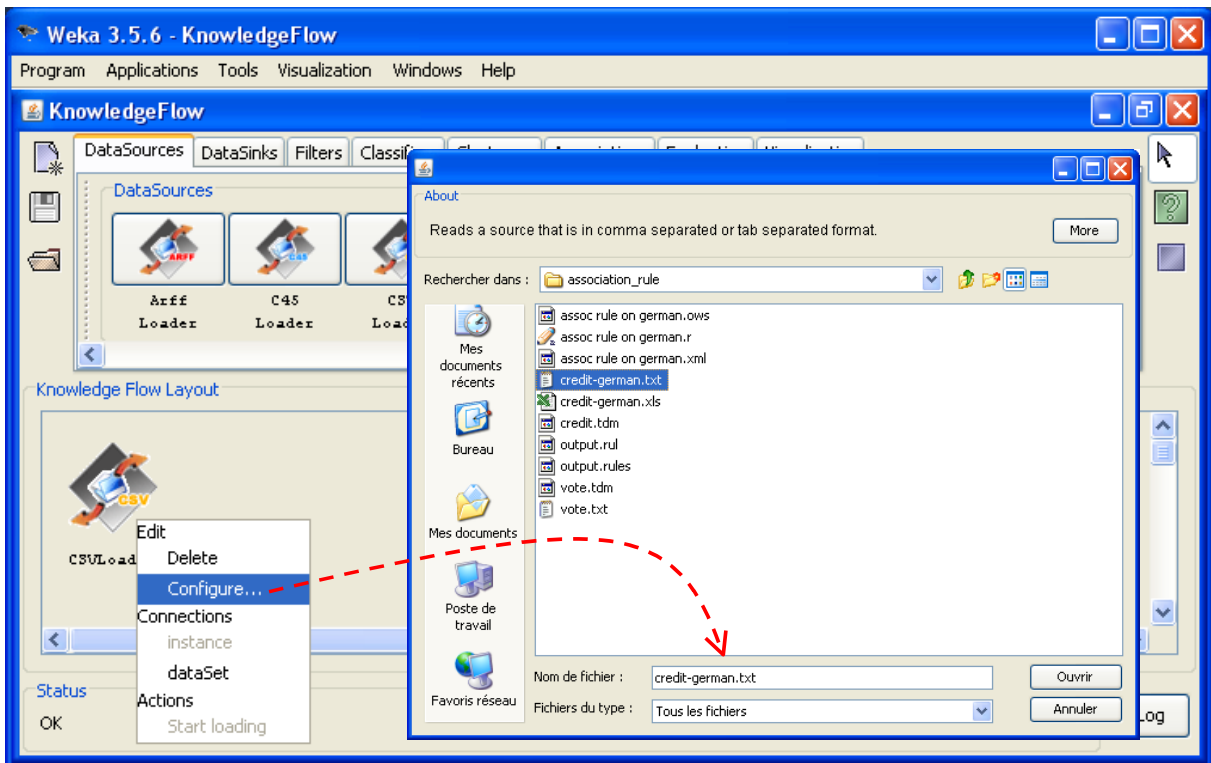 Weka 3.5.6 - KnowledgeFlow
Program Applications Tools Visualization Windows Help
KnowledgeFlow
DataSources DataSinks Filters
DataSources
ARFF C45
Arff Loader
C45 Loader
Knowledge Flow Layout
CSV
Edit
Delete
Configure...
Connections
instance
dataSet
Actions
Start loading
Status
OK
About
Reads a source that is in comma separated or tab separated format.
More
Rechercher dans : association_rule
Mes documents récents
Bureau
Mes documents
Poste de travail
Favoris réseau
assoc rule on german.ows
assoc rule on german.r
assoc rule on german.xml
credit-german.txt
credit-german.xls
credit.tdm
output.rul
output.rules
vote.tdm
vote.txt
Nom de fichier : credit-german.txt Ouvrir
Fichiers du type : Tous les fichiers Annuler